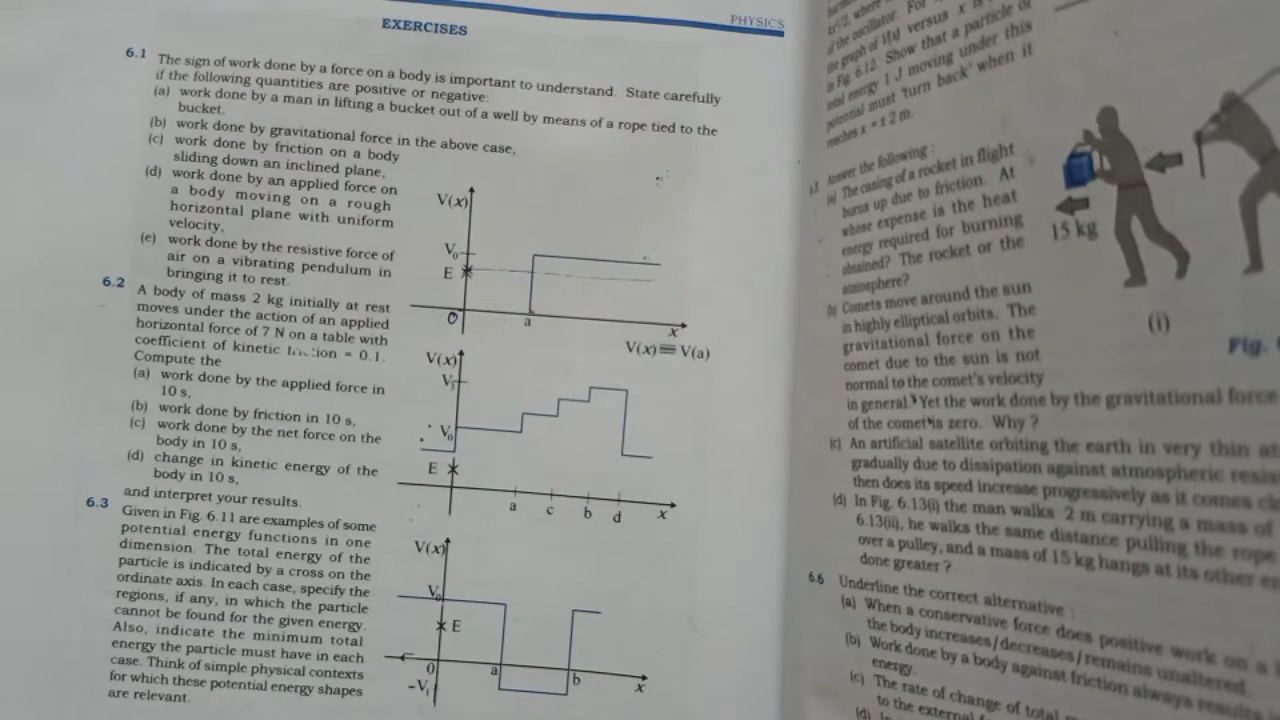 PHYSICS
EXERCISES
6.1 The sign of work done by a force on a body is important to understand. State carefully
if the following quantities are positive or negative:
(a) work done by a man in lifting a bucket out of a well by means of a rope tied to the
bucket.
(b) work done by gravitational force in the above case,
(c) work done by friction on a body
sliding down an inclined plane,
(d) work done by an applied force on
a body moving on a rough
horizontal plane with uniform
velocity,
(e) work done by the resistive force of
air on a vibrating pendulum in
bringing it to rest.
6.2 A body of mass 2 kg initially at rest
moves under the action of an applied
horizontal force of 7 N on a table with
coefficient of kinetic = 0.1.
Compute the
(a) work done by the applied force in
10 s,
(b) work done by friction in 10 s,
(c) work done by the net force on the
body in 10 s,
(d) change in kinetic energy of the
body in 10 s,
and interpret your results.
6.3 Given in Fig. 6.11 are examples of some
potential energy functions in one
dimension. The total energy of the
particle is indicated by a cross on the
ordinate axis. In each case, specify the
regions, if any, in which the particle
cannot be found for the given energy.
Also, indicate the minimum total
energy the particle must have in each
case. Think of simple physical contexts
for which these potential energy shapes
are relevant.
V(x)
V₀
E
O
a
x
V(x) ≡ V(a)
V(x)
V₁
V₀
E
a c b d x
V(x)
V₀
E
0
a
b
x
-V₁
of the oscillator. For
the graph of V(x) versus x is
in Fig. 6.12. Show that a particle of
total energy 1 J moving under this
potential must 'turn back' when it
reaches x = ± 2 m.
Answer the following :
(a) The casing of a rocket in flight
burns up due to friction. At
whose expense is the heat
energy required for burning
obtained? The rocket or the
atmosphere?
(b) Comets move around the sun
in highly elliptical orbits. The
gravitational force on the
comet due to the sun is not
normal to the comet's velocity
in general. Yet the work done by the gravitational force
of the comet is zero. Why ?
(c) An artificial satellite orbiting the earth in very thin
gradually due to dissipation against atmospheric
then does its speed increase progressively as it comes
(d) In Fig. 6.13(i) the man walks 2 m carrying a mass of
6.13(ii), he walks the same distance pulling the rope
over a pulley, and a mass of 15 kg hangs at its other
done greater ?
6.6 Underline the correct alternative :
(a) When a conservative force does positive work on a
the body increases/decreases/remains unaltered.
(b) Work done by a body against friction always results
energy.
(c) The rate of change of total
to the external
(d)
15 kg
(i)
Fig.